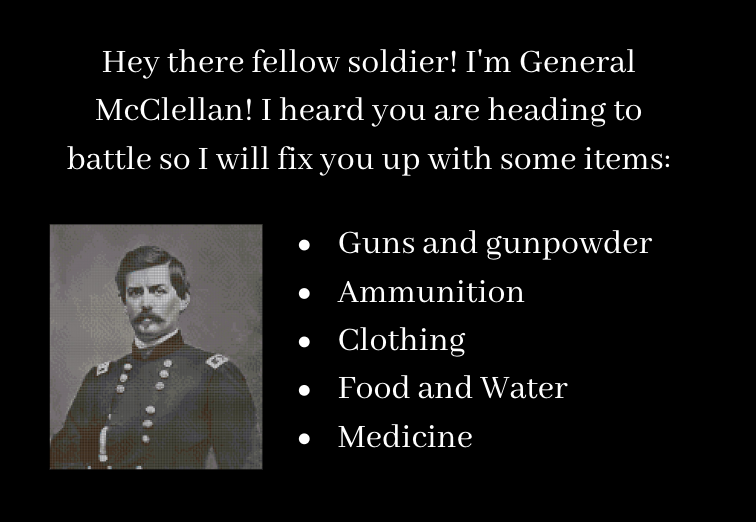 Hey there fellow soldier! I'm General
McClellan! I heard you are heading to
battle so I will fix you up with some items:
• Guns and gunpowder
• Ammunition
• Clothing
• Food and Water
• Medicine